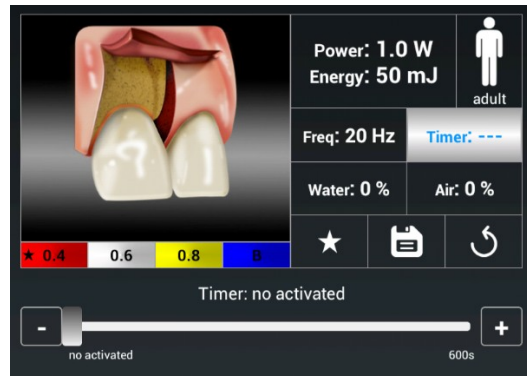 Power: 1.0 W
Energy: 50 mJ
adult
Freq: 20 Hz
Timer: ---
Water: 0 %
Air: 0 %
★ 0.4
0.6
0.8
B
Timer: no activated
-
+
no activated
600s